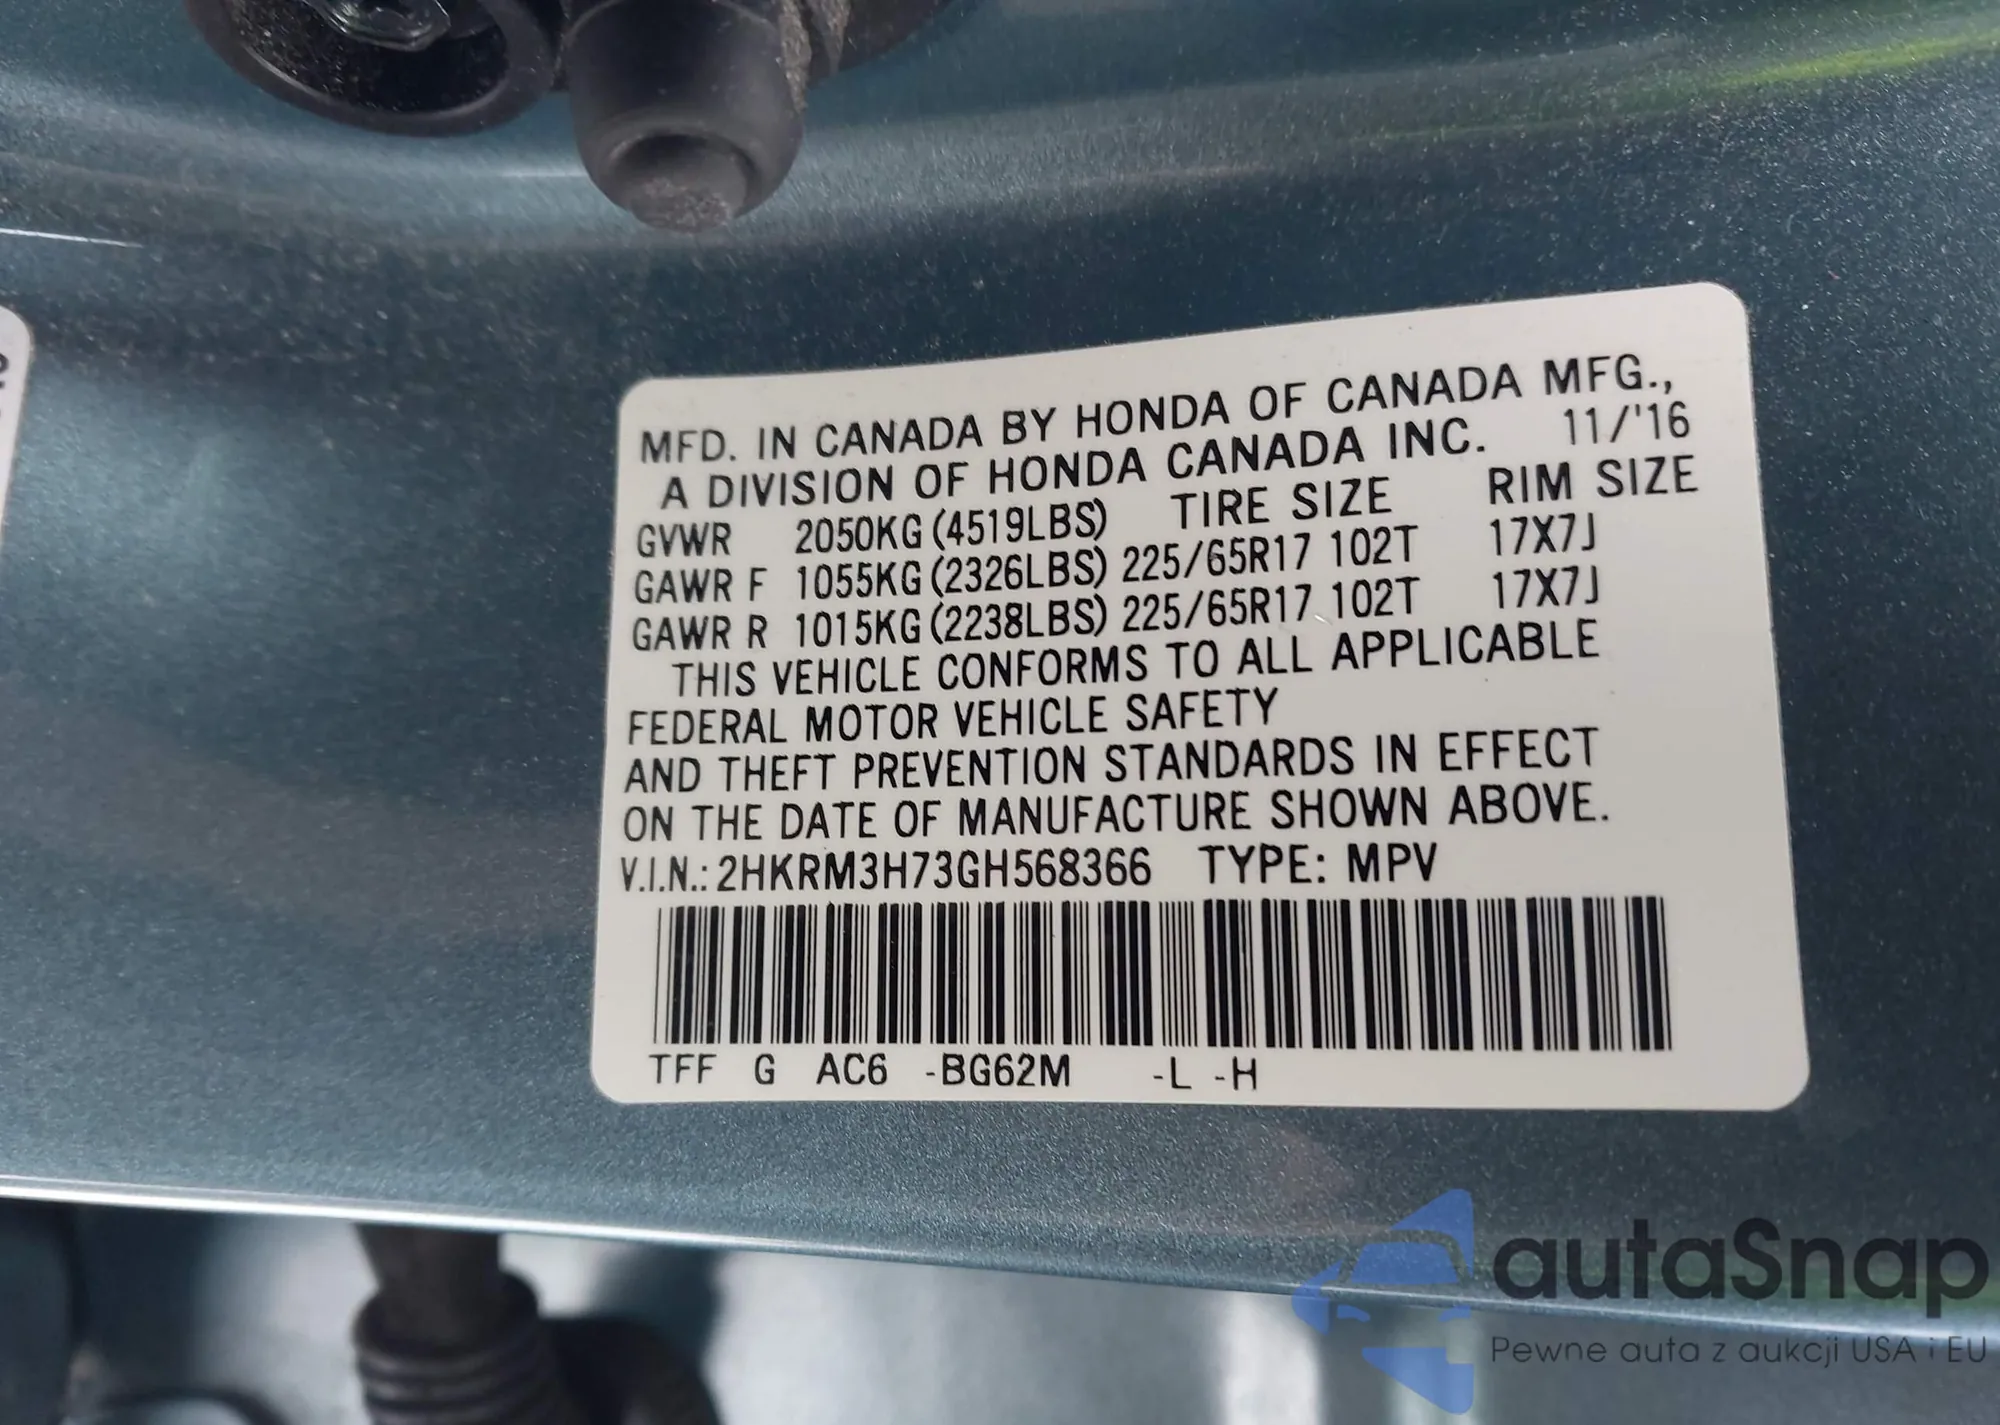 MFD. IN CANADA BY HONDA OF CANADA MFG.,
A DIVISION OF HONDA CANADA INC. 11/'16
GVWR 2050KG (4519LBS) TIRE SIZE RIM SIZE
GAWR F 1055KG (2326LBS) 225/65R17 102T 17X7J
GAWR R 1015KG (2238LBS) 225/65R17 102T 17X7J
THIS VEHICLE CONFORMS TO ALL APPLICABLE
FEDERAL MOTOR VEHICLE SAFETY
AND THEFT PREVENTION STANDARDS IN EFFECT
ON THE DATE OF MANUFACTURE SHOWN ABOVE.
V.I.N.: 2HKRM3H73GH568366 TYPE: MPV
TFF G AC6 -BG62M -L -H
autaSnap
Pewne auta z aukcji USA i EU